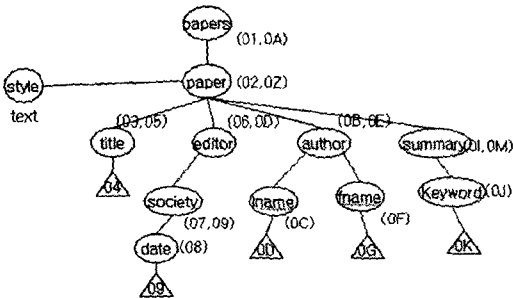 papers
(01,0A)
style
paper
(02,0Z)
text
(03,05)
(06,0D)
(0B,0E)
title
editor
author
summary
(0I,0M)
04
society
lname
fname
Keyword
(0J)
(07,09)
(0C)
(0F)
date
(08)
0D
0G
0K
09